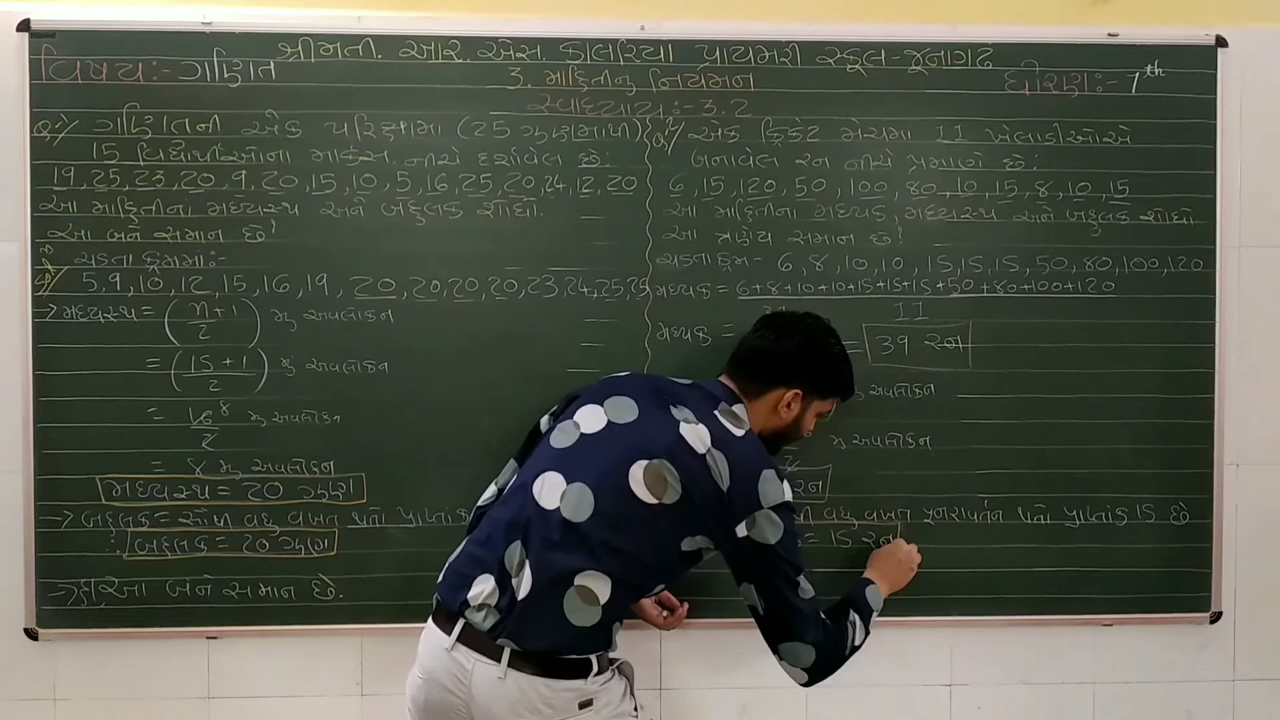 શ્રીમતી. આર. એસ. કાલરિયા પ્રાયમરી સ્કૂલ-જૂનાગઢ
વિષય:-ગણિત
3. માહિતીનું નિયમન
ધોરણ:-7th
સ્વાધ્યાય:-3.2
ગણિતની એક પરિક્ષામા (25 ગુણમાંથી)
15 વિદ્યાર્થીઓના માર્કસ નીચે દર્શાવેલ છે:
19, 25, 23, 20, 9, 20, 15, 10, 5, 16, 25, 20, 24, 12, 20
આ માહિતીના મધ્યસ્થ અને બહુલક શોધો.
આ બંને સમાન છે?
ચડતા ક્રમમા:-
5, 9, 10, 12, 15, 16, 19, 20, 20, 20, 20, 23, 24, 25, 25
→ મધ્યસ્થ = (n+1/2) મુ અવલોકન
= (15+1/2) મુ અવલોકન
= 16 8/2 મુ અવલોકન
= 8 મુ અવલોકન
મધ્યસ્થ = 20 ગુણ
→ બહુલક = સૌથી વધુ વખત થતો પ્રાપ્તાંક
∴ બહુલક = 20 ગુણ
→ હા આ બંને સમાન છે.
એક ક્રિકેટ મેચમા 11 ખેલાડીઓએ
બનાવેલ રન નીચે પ્રમાણે છે:
6, 15, 120, 50, 100, 80, 10, 15, 8, 10, 15
આ માહિતીના મધ્યક, મધ્યસ્થ અને બહુલક શોધો
આ ત્રણેય સમાન છે?
ચડતાક્રમ- 6, 8, 10, 10, 15, 15, 15, 50, 80, 100, 120
મધ્યક = 6+8+10+10+15+15+15+50+80+100+120
11
મધ્યક =
= 39 રન
મુ અવલોકન
મુ અવલોકન
રન
વધુ વખત પુનરાવર્તન થતો પ્રાપ્તાંક 15 છે
= 15 રન